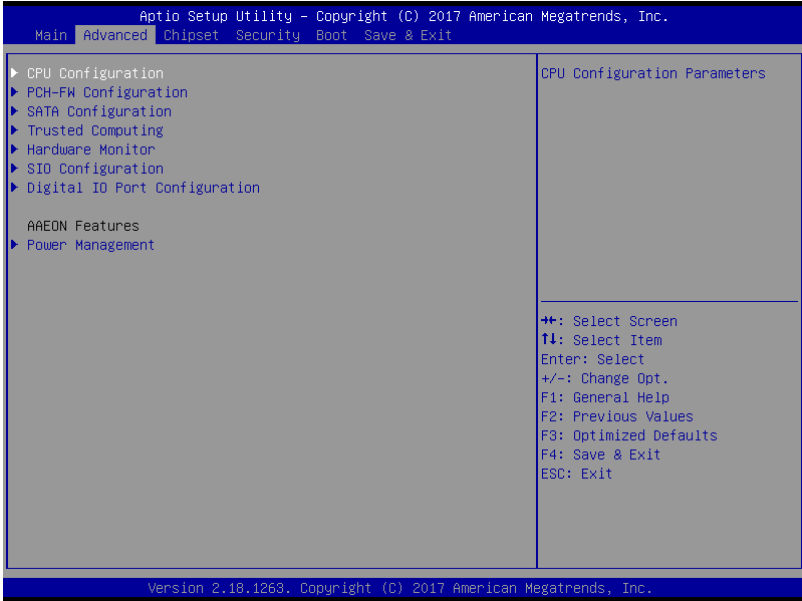 Aptio Setup Utility – Copyright (C) 2017 American Megatrends, Inc.
Main Advanced Chipset Security Boot Save & Exit
CPU Configuration
PCH-FW Configuration
SATA Configuration
Trusted Computing
Hardware Monitor
SIO Configuration
Digital IO Port Configuration
AAEON Features
Power Management
CPU Configuration Parameters
→←: Select Screen
↑↓: Select Item
Enter: Select
+/-: Change Opt.
F1: General Help
F2: Previous Values
F3: Optimized Defaults
F4: Save & Exit
ESC: Exit
Version 2.18.1263. Copyright (C) 2017 American Megatrends, Inc.